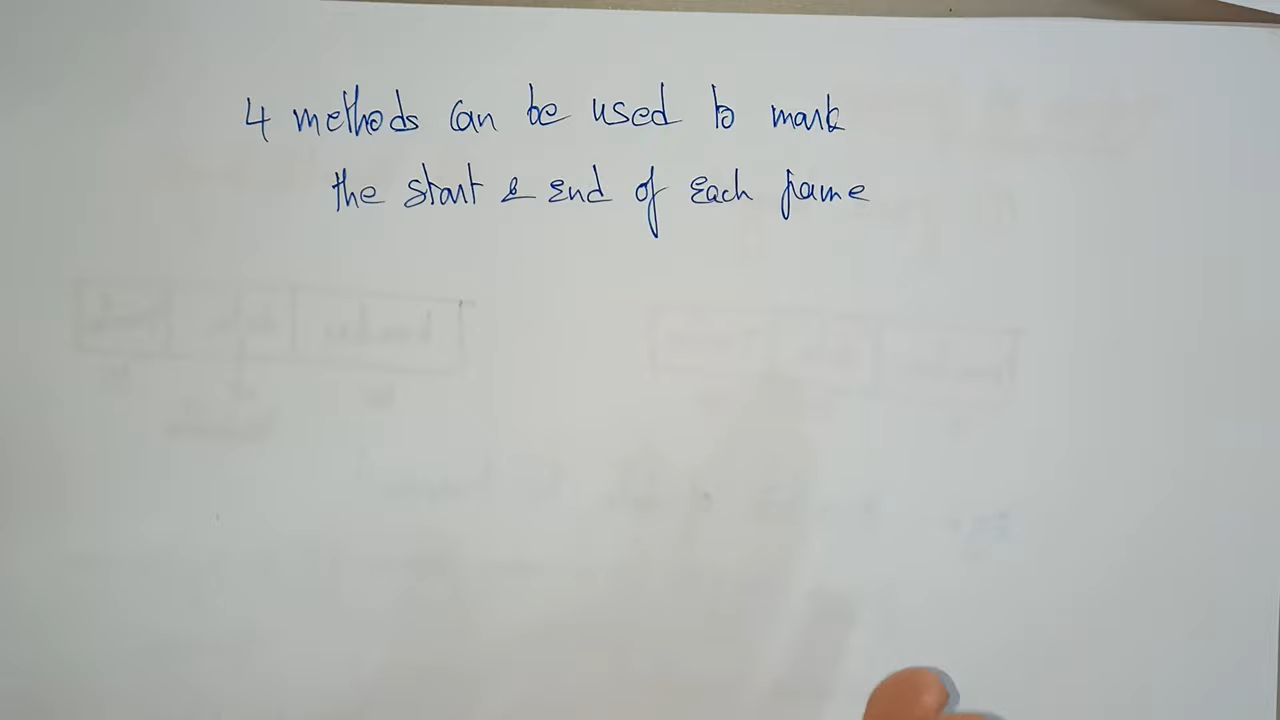 4 methods can be used to mark
the start & End of Each frame